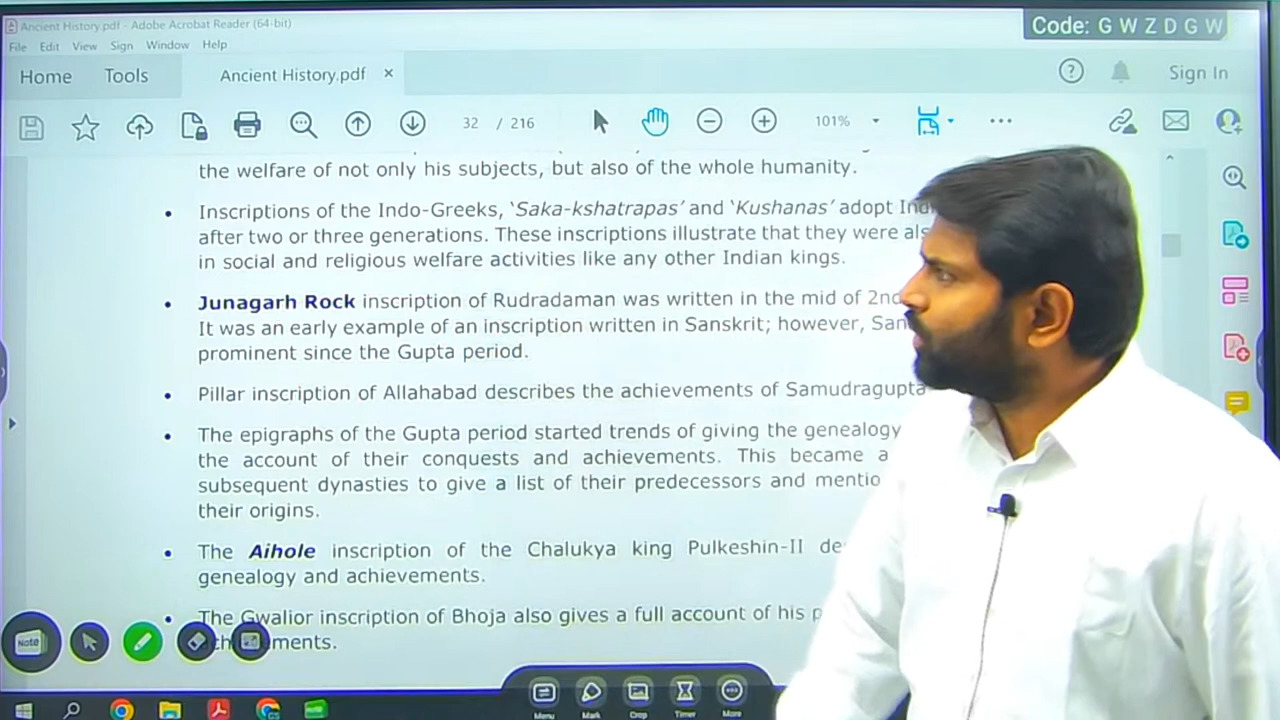 Ancient History.pdf - Adobe Acrobat Reader (64-bit)
Code: G W Z D G W
File Edit View Sign Window Help
Home Tools Ancient History.pdf × Sign In
32 / 216 101%
the welfare of not only his subjects, but also of the whole humanity.
• Inscriptions of the Indo-Greeks, ‘Saka-kshatrapas’ and ‘Kushanas’ adopt
after two or three generations. These inscriptions illustrate that they were
in social and religious welfare activities like any other Indian kings.
• Junagarh Rock inscription of Rudradaman was written in the mid of 2nd
It was an early example of an inscription written in Sanskrit; however,
prominent since the Gupta period.
• Pillar inscription of Allahabad describes the achievements of Samudragupta
• The epigraphs of the Gupta period started trends of giving the genealogy
the account of their conquests and achievements. This became a
subsequent dynasties to give a list of their predecessors and
their origins.
• The Aihole inscription of the Chalukya king Pulkeshin-II
genealogy and achievements.
• The Gwalior inscription of Bhoja also gives a full account of his
Note
Menu Mark Crop Timer More